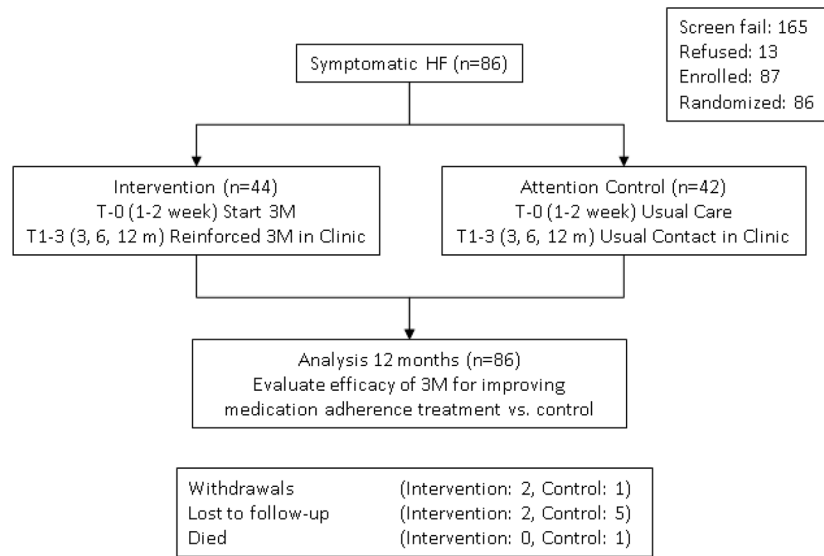 Screen fail: 165
Refused: 13
Enrolled: 87
Randomized: 86
Symptomatic HF (n=86)
Intervention (n=44)
T-0 (1-2 week) Start 3M
T1-3 (3, 6, 12 m) Reinforced 3M in Clinic
Attention Control (n=42)
T-0 (1-2 week) Usual Care
T1-3 (3, 6, 12 m) Usual Contact in Clinic
Analysis 12 months (n=86)
Evaluate efficacy of 3M for improving
medication adherence treatment vs. control
Withdrawals (Intervention: 2, Control: 1)
Lost to follow-up (Intervention: 2, Control: 5)
Died (Intervention: 0, Control: 1)